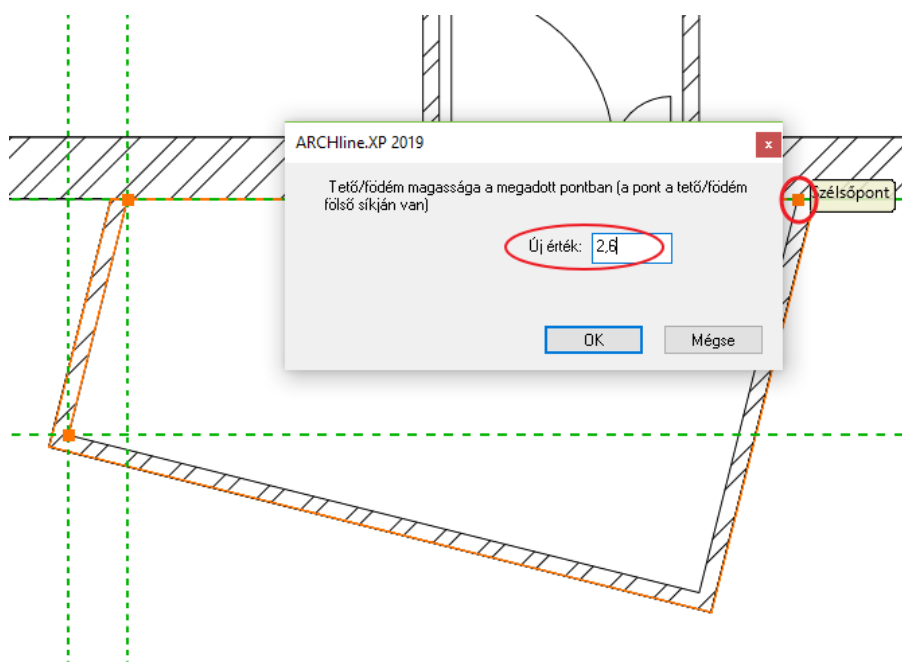 ARCHline.XP 2019
x
Tető/födém magassága a megadott pontban (a pont a tető/födém
fölső síkján van)
Szélsőpont
Új érték: 2,6
OK Mégse